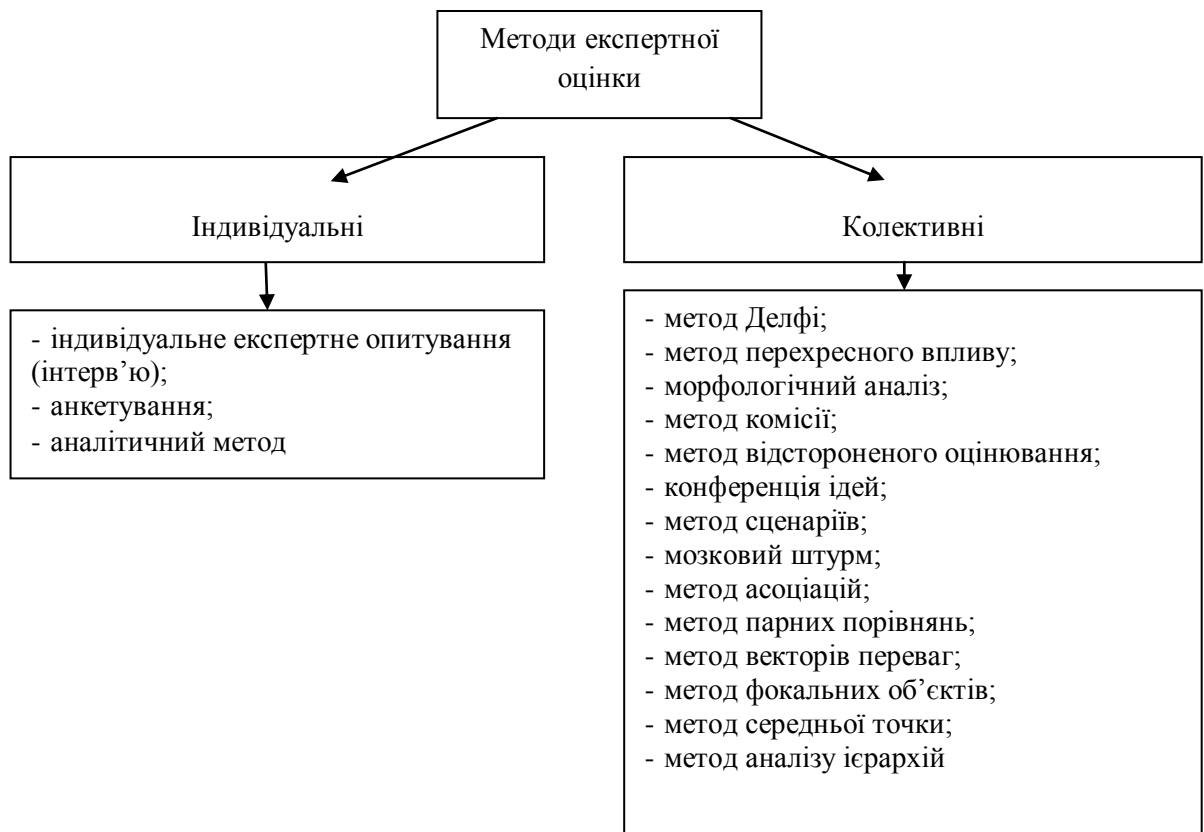 Методи експертної
оцінки
Індивідуальні
Колективні
- індивідуальне експертне опитування
(інтерв’ю);
- анкетування;
- аналітичний метод
- метод Делфі;
- метод перехресного впливу;
- морфологічний аналіз;
- метод комісії;
- метод відстороненого оцінювання;
- конференція ідей;
- метод сценаріїв;
- мозковий штурм;
- метод асоціацій;
- метод парних порівнянь;
- метод векторів переваг;
- метод фокальних об’єктів;
- метод середньої точки;
- метод аналізу ієрархій